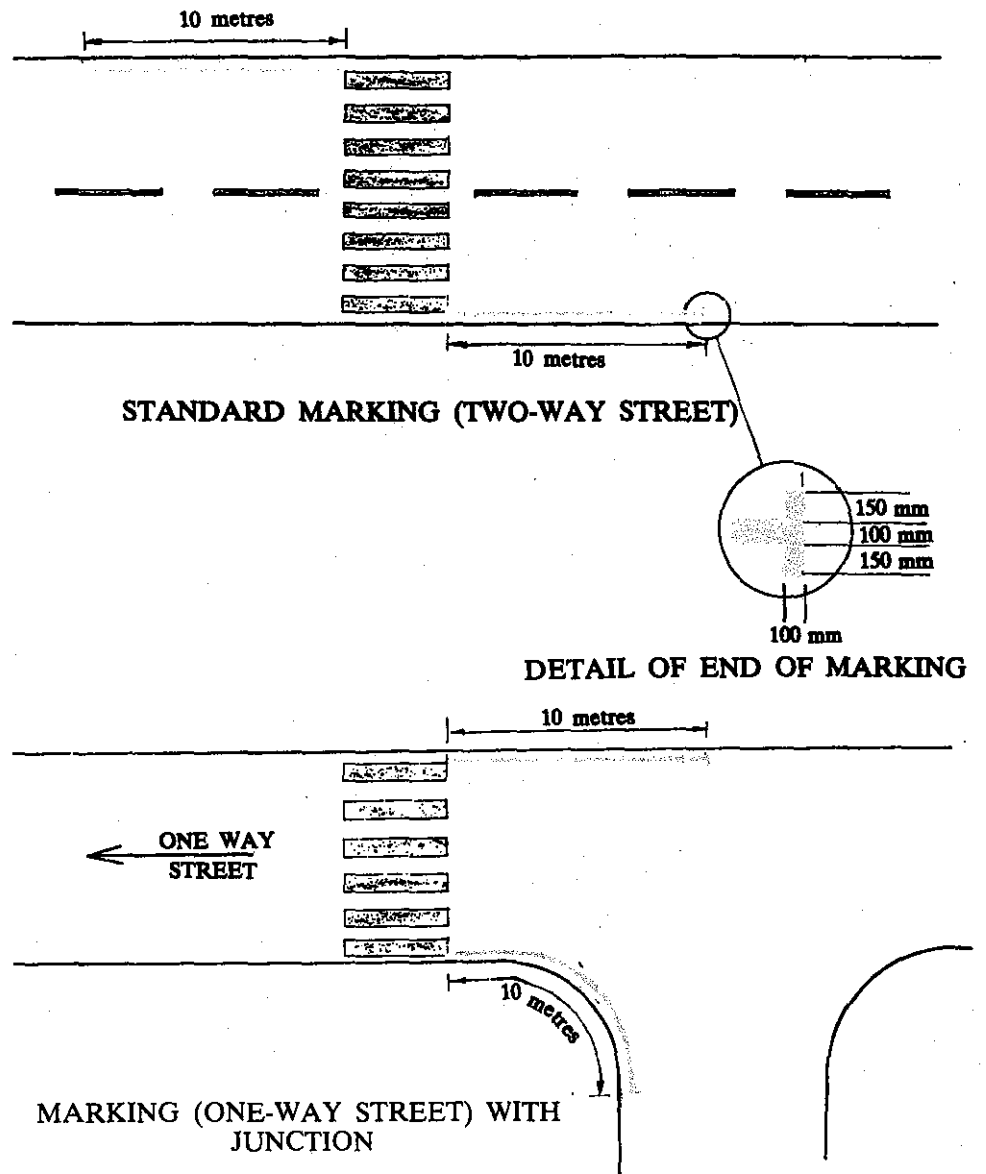 10 metres
10 metres
STANDARD MARKING (TWO-WAY STREET)
150 mm
100 mm
150 mm
100 mm
DETAIL OF END OF MARKING
10 metres
ONE WAY
STREET
10 metres
MARKING (ONE-WAY STREET) WITH
JUNCTION